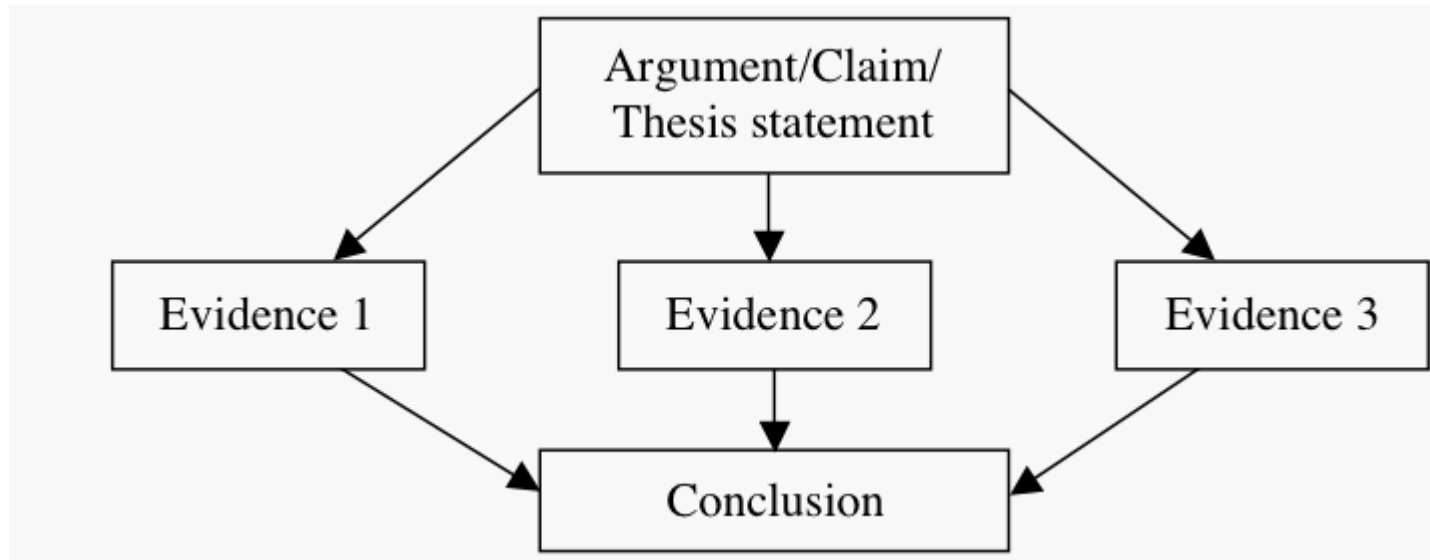 Argument/Claim/
Thesis statement
Evidence 1
Evidence 2
Evidence 3
Conclusion